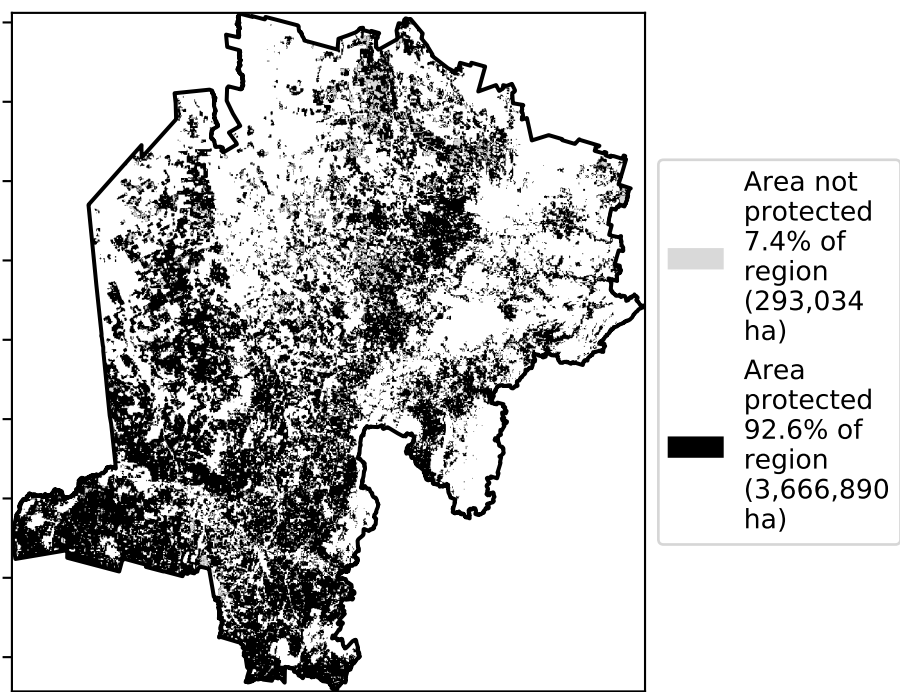 Area not
protected
7.4% of
region
(293,034
ha)
Area
protected
92.6% of
region
(3,666,890
ha)